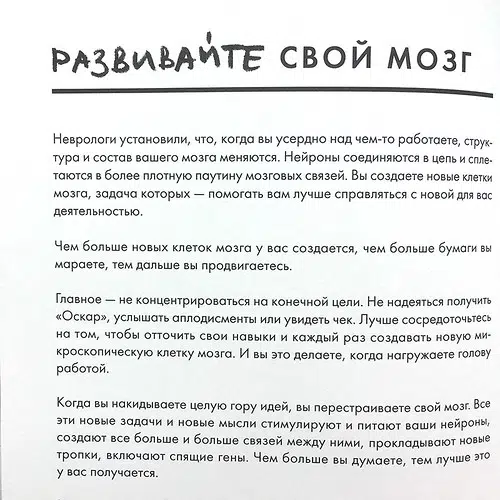 РАЗВИВАЙТЕ СВОЙ МОЗГ
Неврологи установили, что, когда вы усердно над чем-то работаете, струк-
тура и состав вашего мозга меняются. Нейроны соединяются в цепь и спле-
таются в более плотную паутину мозговых связей. Вы создаете новые клетки
мозга, задача которых — помогать вам лучше справляться с новой для вас
деятельностью.
Чем больше новых клеток мозга у вас создается, чем больше бумаги вы
мараете, тем дальше вы продвигаетесь.
Главное — не концентрироваться на конечной цели. Не надеяться получить
«Оскар», услышать аплодисменты или увидеть чек. Лучше сосредоточьтесь
на том, чтобы отточить свои навыки и каждый раз создавать новую ми-
кроскопическую клетку мозга. И вы это делаете, когда нагружаете голову
работой.
Когда вы накидываете целую гору идей, вы перестраиваете свой мозг. Все
эти новые задачи и новые мысли стимулируют и питают ваши нейроны,
создают все больше и больше связей между ними, прокладывают новые
тропки, включают спящие гены. Чем больше вы думаете, тем лучше это
у вас получается.